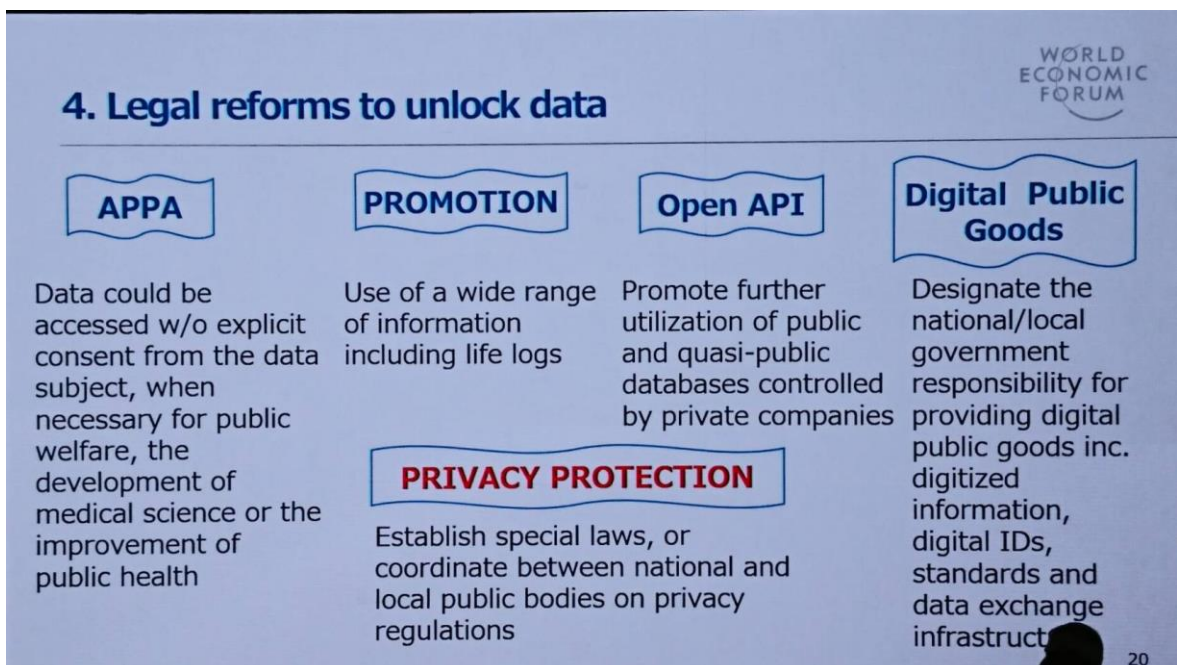 WORLD
ECONOMIC
FORUM
4. Legal reforms to unlock data
APPA
Data could be
accessed w/o explicit
consent from the data
subject, when
necessary for public
welfare, the
development of
medical science or the
improvement of
public health
PROMOTION
Use of a wide range
of information
including life logs
Open API
Promote further
utilization of public
and quasi-public
databases controlled
by private companies
Digital Public
Goods
Designate the
national/local
government
responsibility for
providing digital
public goods inc.
digitized
information,
digital IDs,
standards and
data exchange
PRIVACY PROTECTION
Establish special laws, or
coordinate between national and
local public bodies on privacy
regulations
20